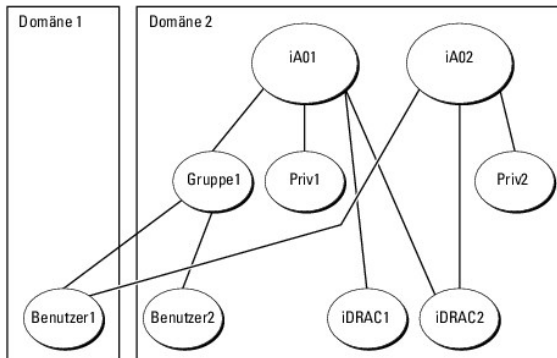 Domäne 1
Domäne 2
iA01
iA02
Gruppe1
Priv1
Priv2
Benutzer1
Benutzer2
iDRAC1
iDRAC2